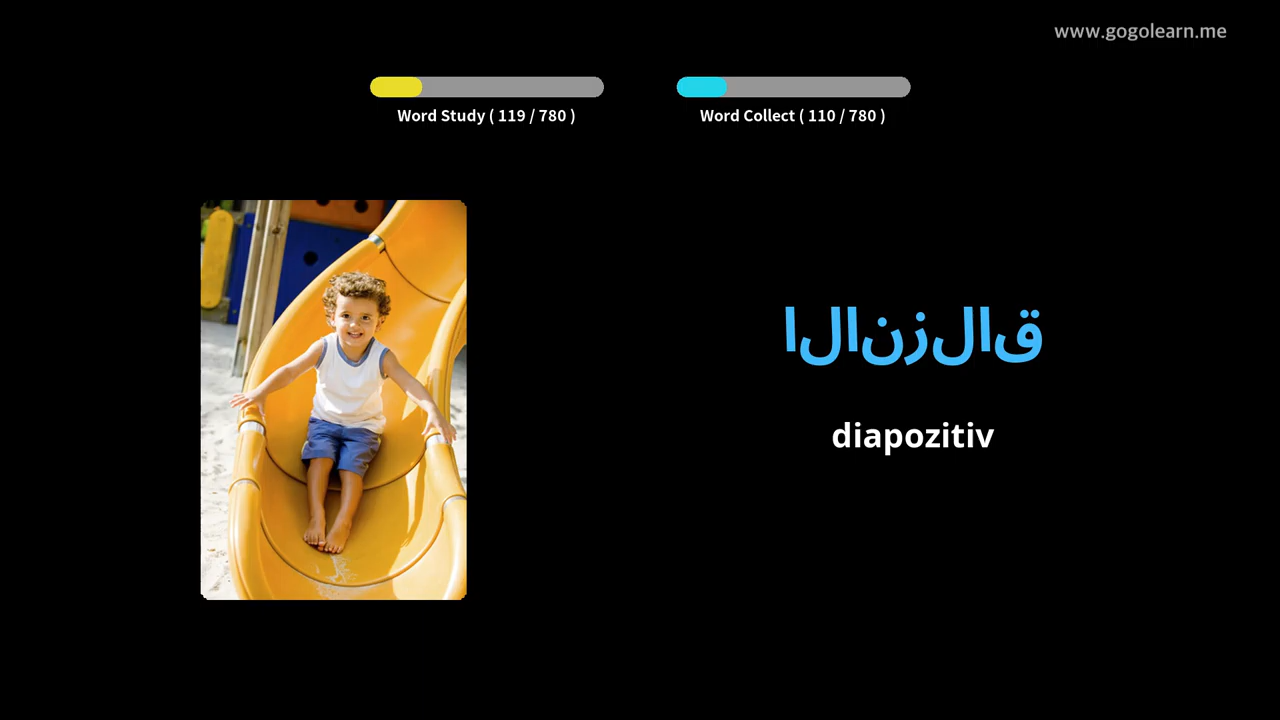 www.gogolearn.me
Word Study ( 119 / 780 )
Word Collect ( 110 / 780 )
الانزلاق
diapozitiv